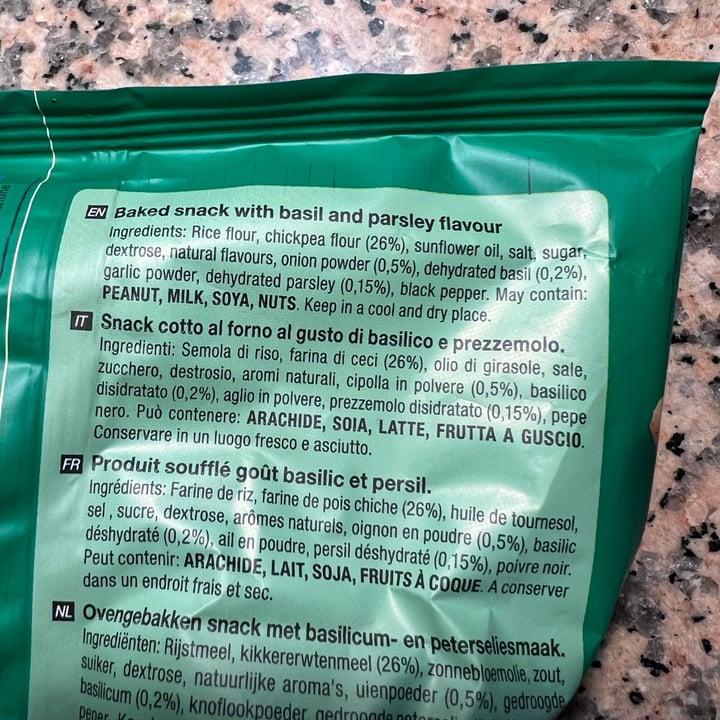 EN Baked snack with basil and parsley flavour
Ingredients: Rice flour, chickpea flour (26%), sunflower oil, salt, sugar,
dextrose, natural flavours, onion powder (0,5%), dehydrated basil (0,2%),
garlic powder, dehydrated parsley (0,15%), black pepper. May contain:
PEANUT, MILK, SOYA, NUTS. Keep in a cool and dry place.
IT Snack cotto al forno al gusto di basilico e prezzemolo.
Ingredienti: Semola di riso, farina di ceci (26%), olio di girasole, sale,
zucchero, destrosio, aromi naturali, cipolla in polvere (0,5%), basilico
disidratato (0,2%), aglio in polvere, prezzemolo disidratato (0,15%), pepe
nero. Può contenere: ARACHIDE, SOIA, LATTE, FRUTTA A GUSCIO.
Conservare in un luogo fresco e asciutto.
FR Produit soufflé goût basilic et persil.
Ingrédients: Farine de riz, farine de pois chiche (26%), huile de tournesol,
sel , sucre, dextrose, arômes naturels, oignon en poudre (0,5%), basilic
déshydraté (0,2%), ail en poudre, persil déshydraté (0,15%), poivre noir.
Peut contenir: ARACHIDE, LAIT, SOJA, FRUITS À COQUE. A conserver
dans un endroit frais et sec.
NL Ovengebakken snack met basilicum- en peterseliesmaak.
Ingrediënten: Rijstmeel, kikkererwtenmeel (26%), zonnebloemolie, zout,
suiker, dextrose, natuurlijke aroma's, uienpoeder (0,5%), gedroogde
basilicum (0,2%), knoflookpoeder, gedroogde